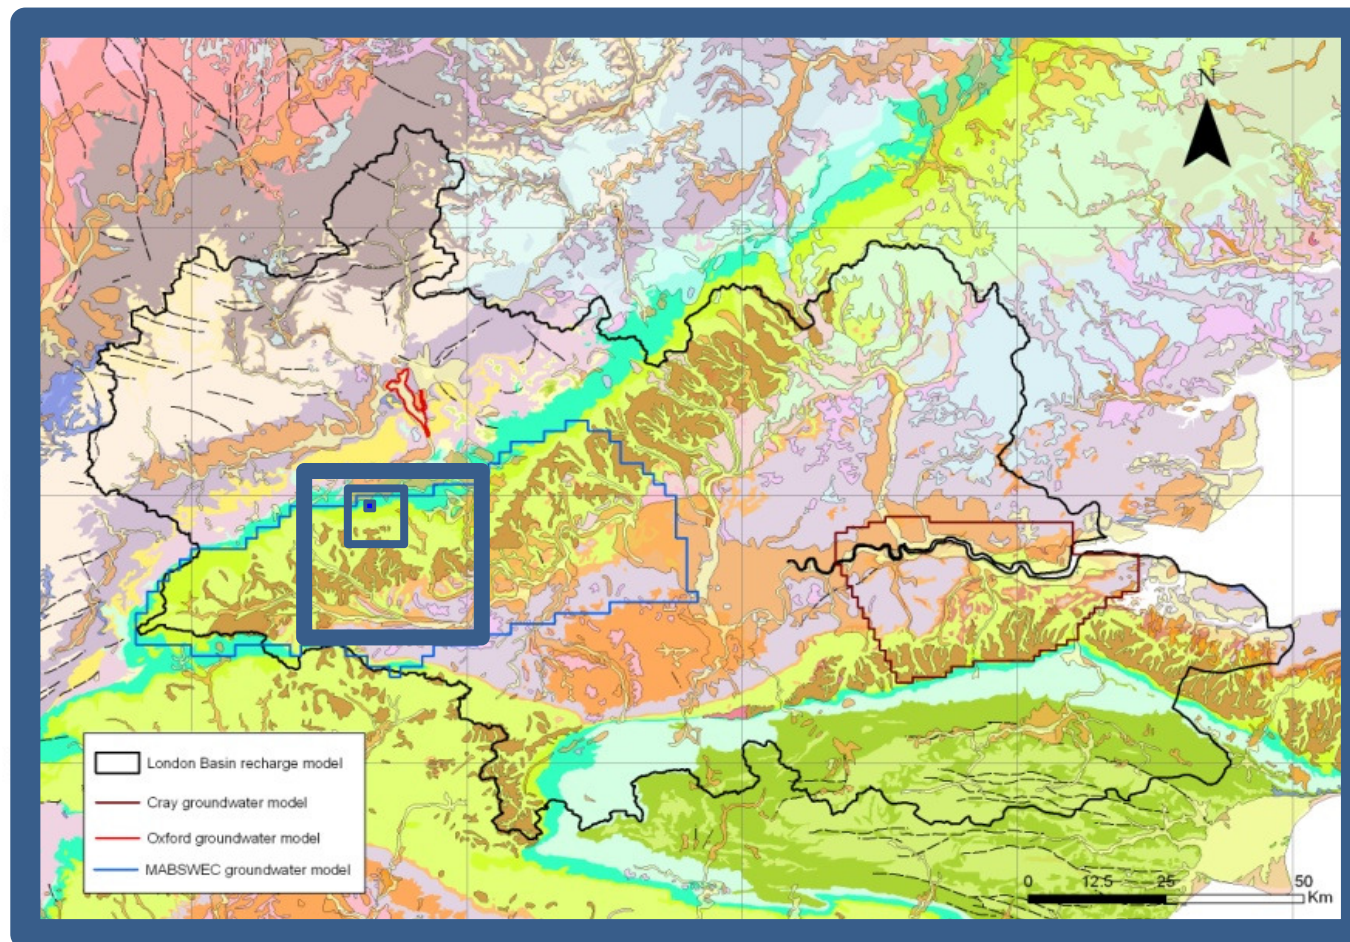 N
London Basin recharge model
Cray groundwater model
Oxford groundwater model
MABSWEC groundwater model
0 12.5 25 50
Km